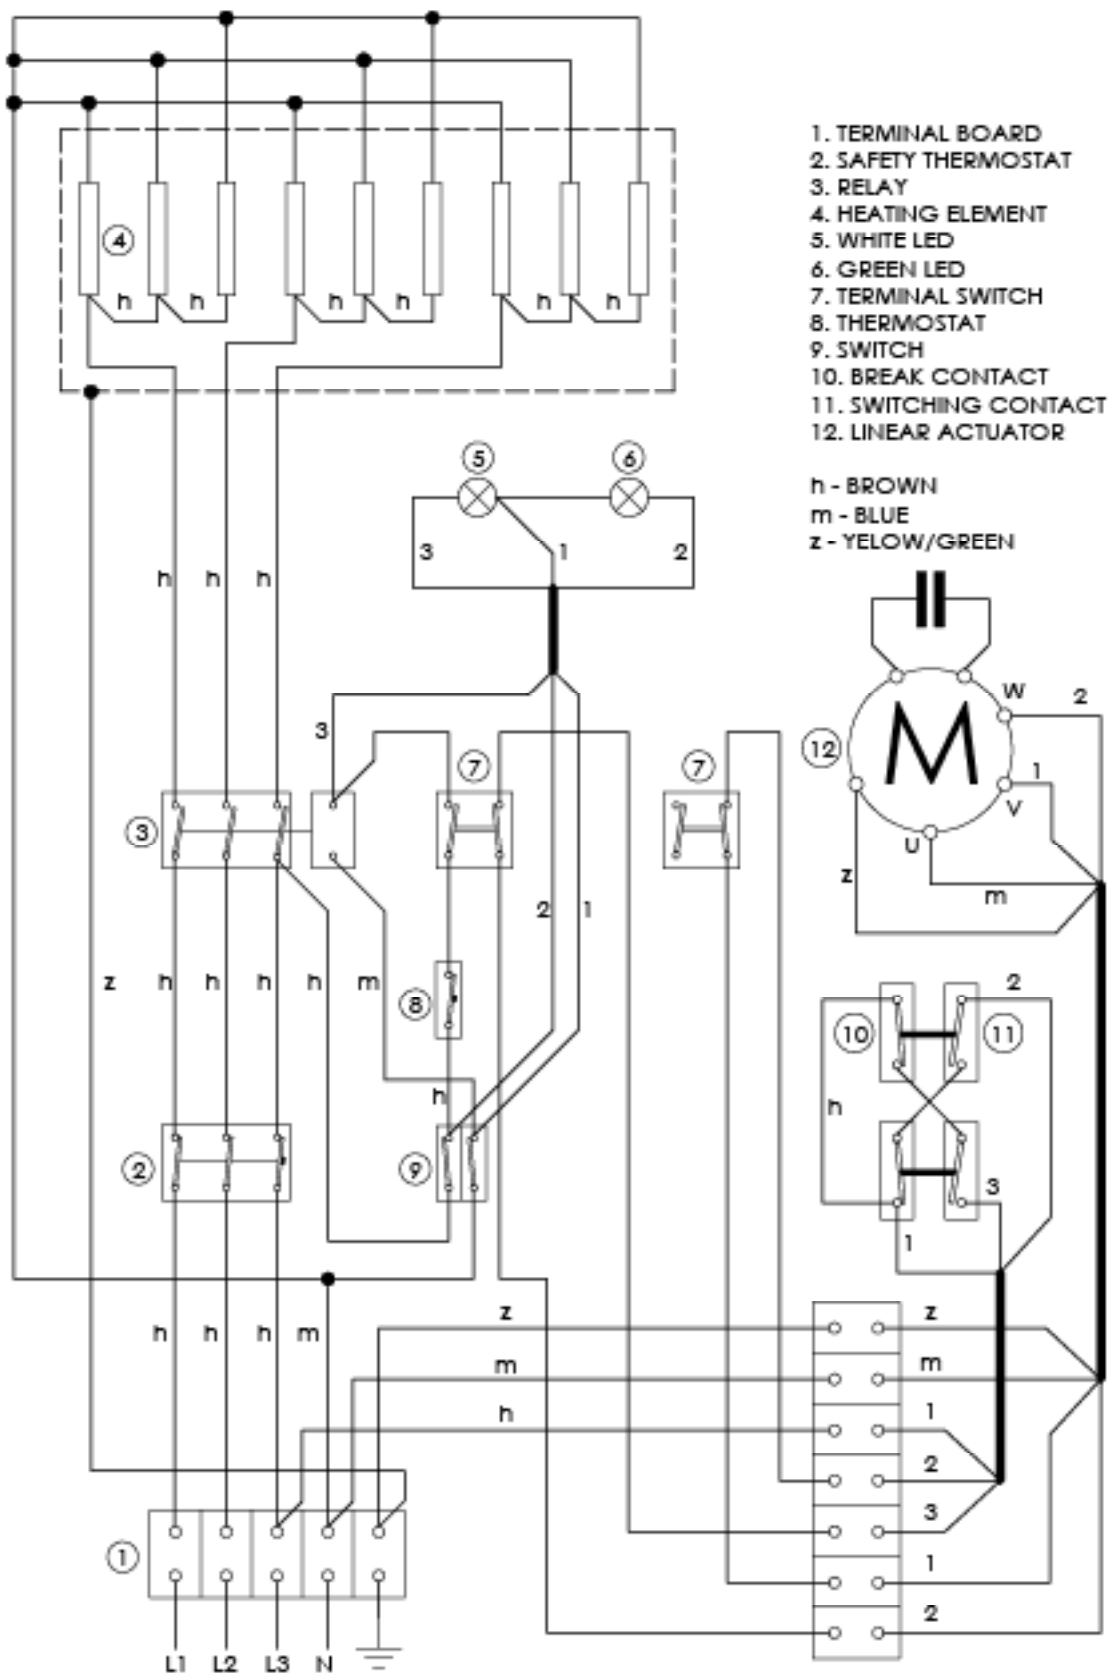 1. TERMINAL BOARD
2. SAFETY THERMOSTAT
3. RELAY
4. HEATING ELEMENT
5. WHITE LED
6. GREEN LED
7. TERMINAL SWITCH
8. THERMOSTAT
9. SWITCH
10. BREAK CONTACT
11. SWITCHING CONTACT
12. LINEAR ACTUATOR
h - BROWN
m - BLUE
z - YELOW/GREEN
4
h h h h h h
5 6
3 1 2
h h h
W 2
3 7 7 12 1
V
3 U
z m
2 1
z h h h h m 8
2
10 11
h h
2 9
3
1
h h h m z z
m m
h 1
2
3
1 1
2
L1 L2 L3 N